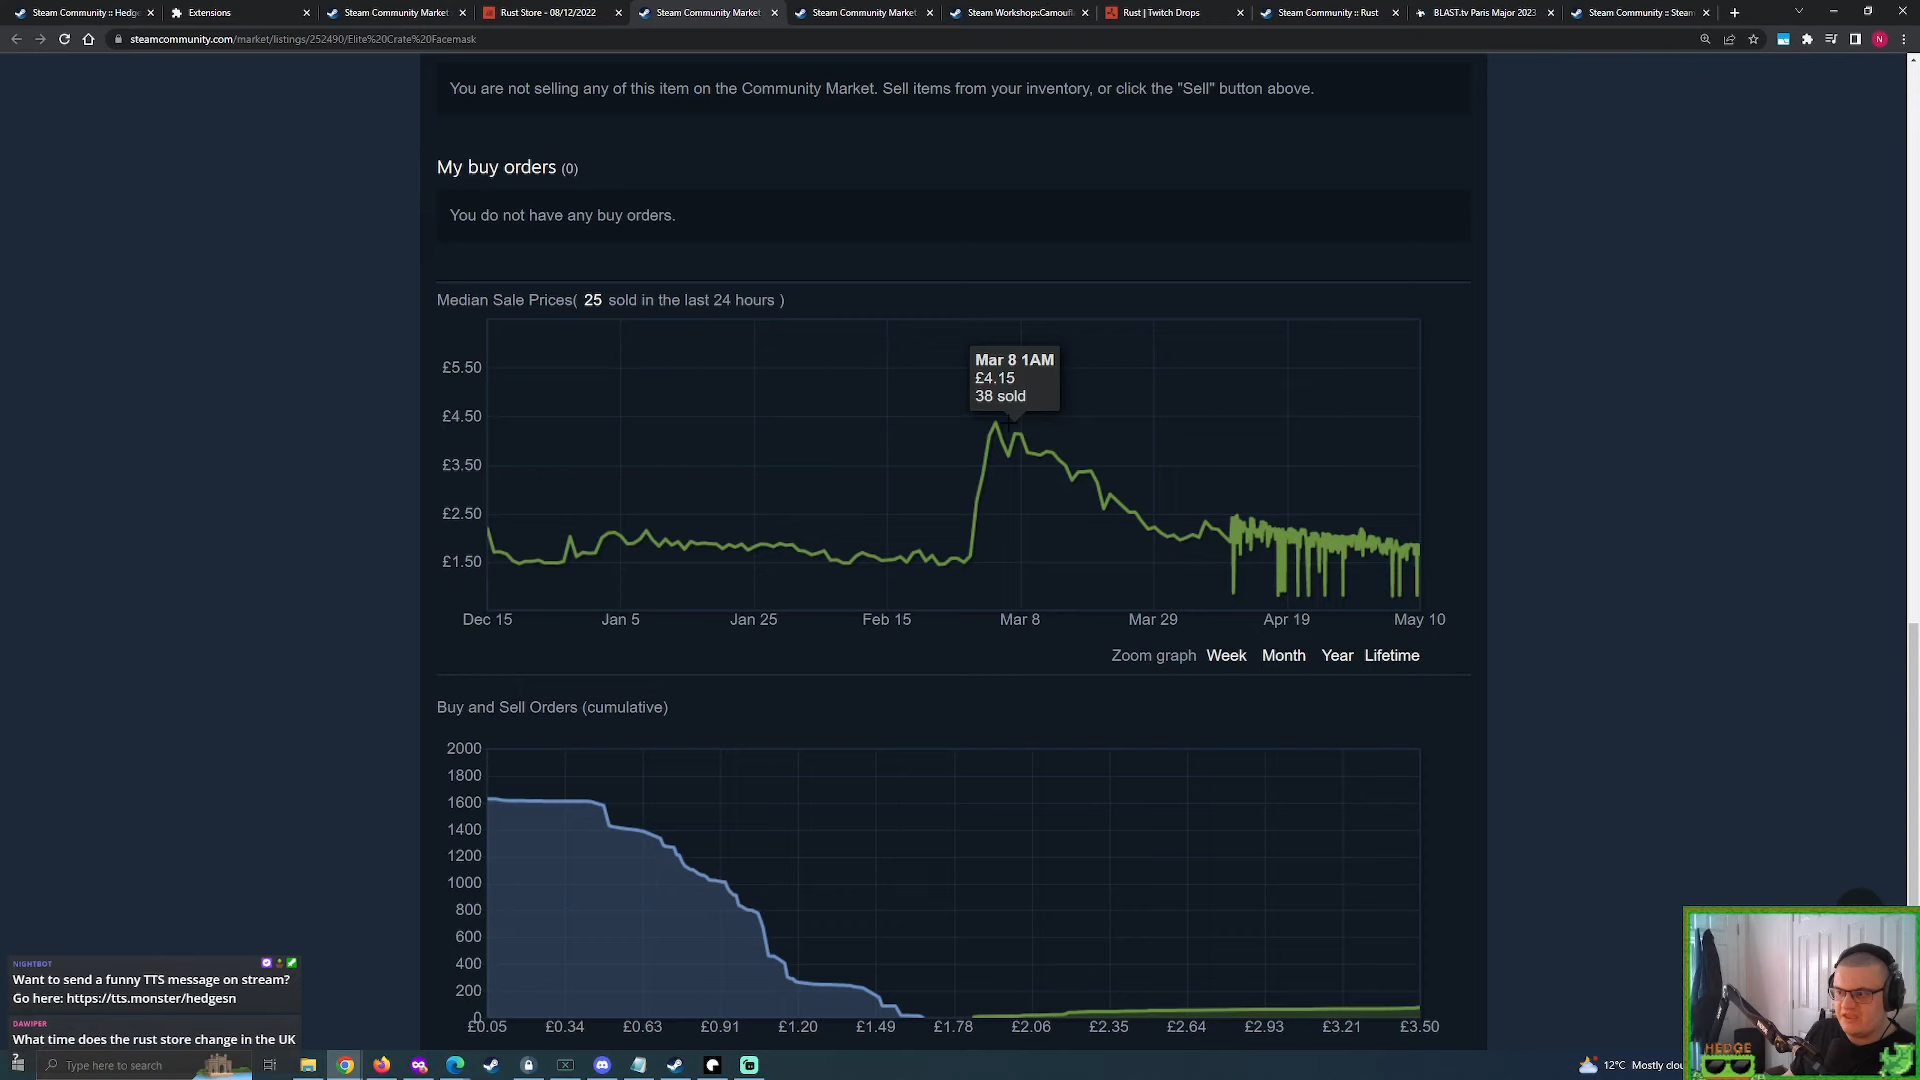 Steam Community :: Hedg
Extensions
Steam Community Market
Rust Store - 08/12/2022
Steam Community Market
Steam Community Market
Steam Workshop::Camoufl
Rust | Twitch Drops
Steam Community :: Rust
BLAST.tv Paris Major 2023
Steam Community :: Steam
steamcommunity.com/market/listings/252490/Elite%20Crate%20Facemask
N
You are not selling any of this item on the Community Market. Sell items from your inventory, or click the "Sell" button above.
My buy orders (0)
You do not have any buy orders.
Median Sale Prices( 25 sold in the last 24 hours )
Mar 8 1AM
£4.15
38 sold
£5.50
£4.50
£3.50
£2.50
£1.50
Dec 15 Jan 5 Jan 25 Feb 15 Mar 8 Mar 29 Apr 19 May 10
Zoom graph Week Month Year Lifetime
Buy and Sell Orders (cumulative)
2000
1800
1600
1400
1200
1000
800
600
400
200
0
£0.05 £0.34 £0.63 £0.91 £1.20 £1.49 £1.78 £2.06 £2.35 £2.64 £2.93 £3.21 £3.50
NIGHTBOT
Want to send a funny TTS message on stream?
Go here: https://tts.monster/hedgesn
DAWIPER
What time does the rust store change in the UK
?
Type here to search
12°C Mostly clou
HEDGE